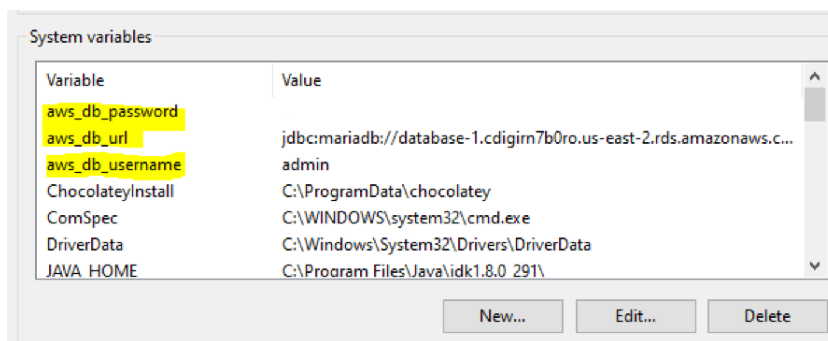 System variables
Variable Value
aws_db_password
aws_db_url jdbc:mariadb://database-1.cdigirn7b0ro.us-east-2.rds.amazonaws.c...
aws_db_username admin
ChocolateyInstall C:\ProgramData\chocolatey
ComSpec C:\WINDOWS\system32\cmd.exe
DriverData C:\Windows\System32\Drivers\DriverData
JAVA_HOME C:\Program Files\Java\jdk1.8.0_291\
New... Edit... Delete